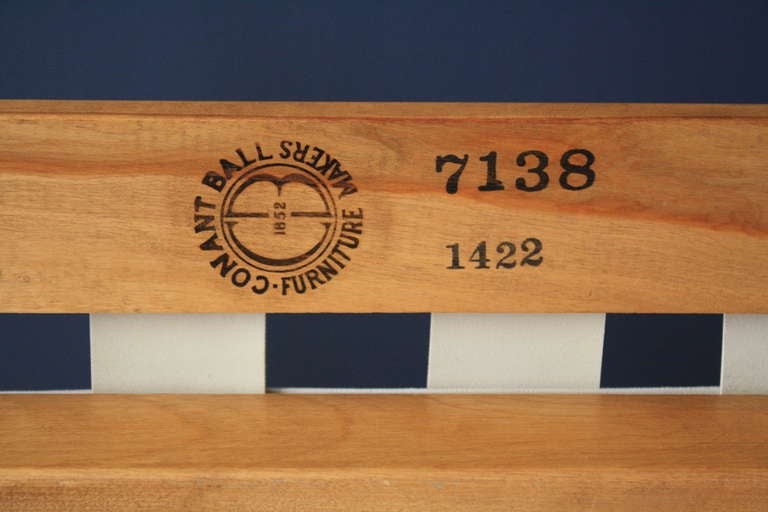 CONANT BALL
FURNITURE MAKERS
1852
7138
1422